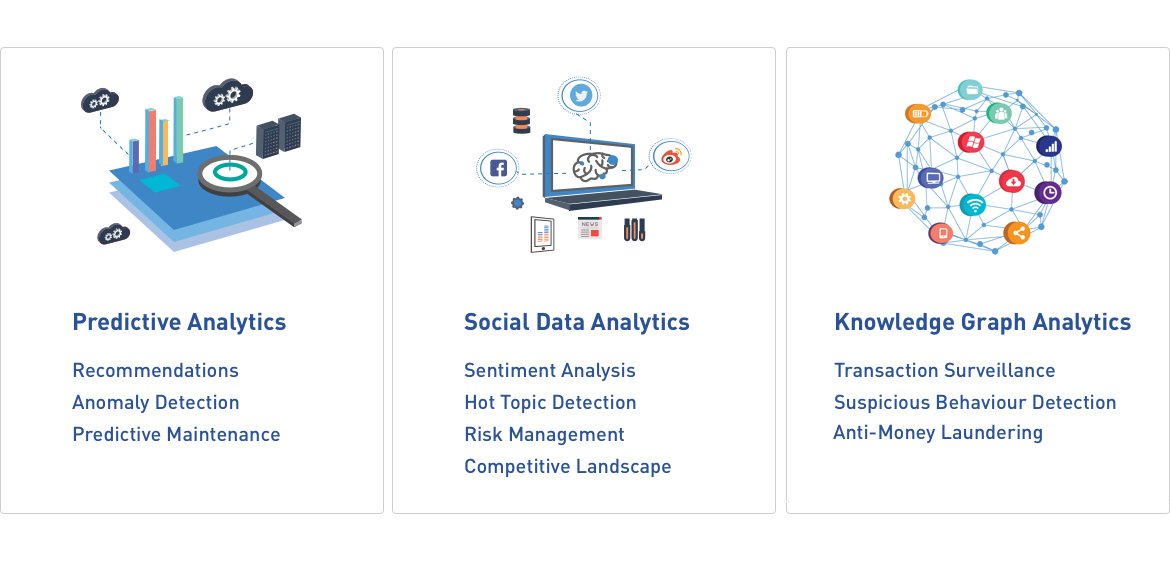 NEWS
Predictive Analytics
Recommendations
Anomaly Detection
Predictive Maintenance
Social Data Analytics
Sentiment Analysis
Hot Topic Detection
Risk Management
Competitive Landscape
Knowledge Graph Analytics
Transaction Surveillance
Suspicious Behaviour Detection
Anti-Money Laundering